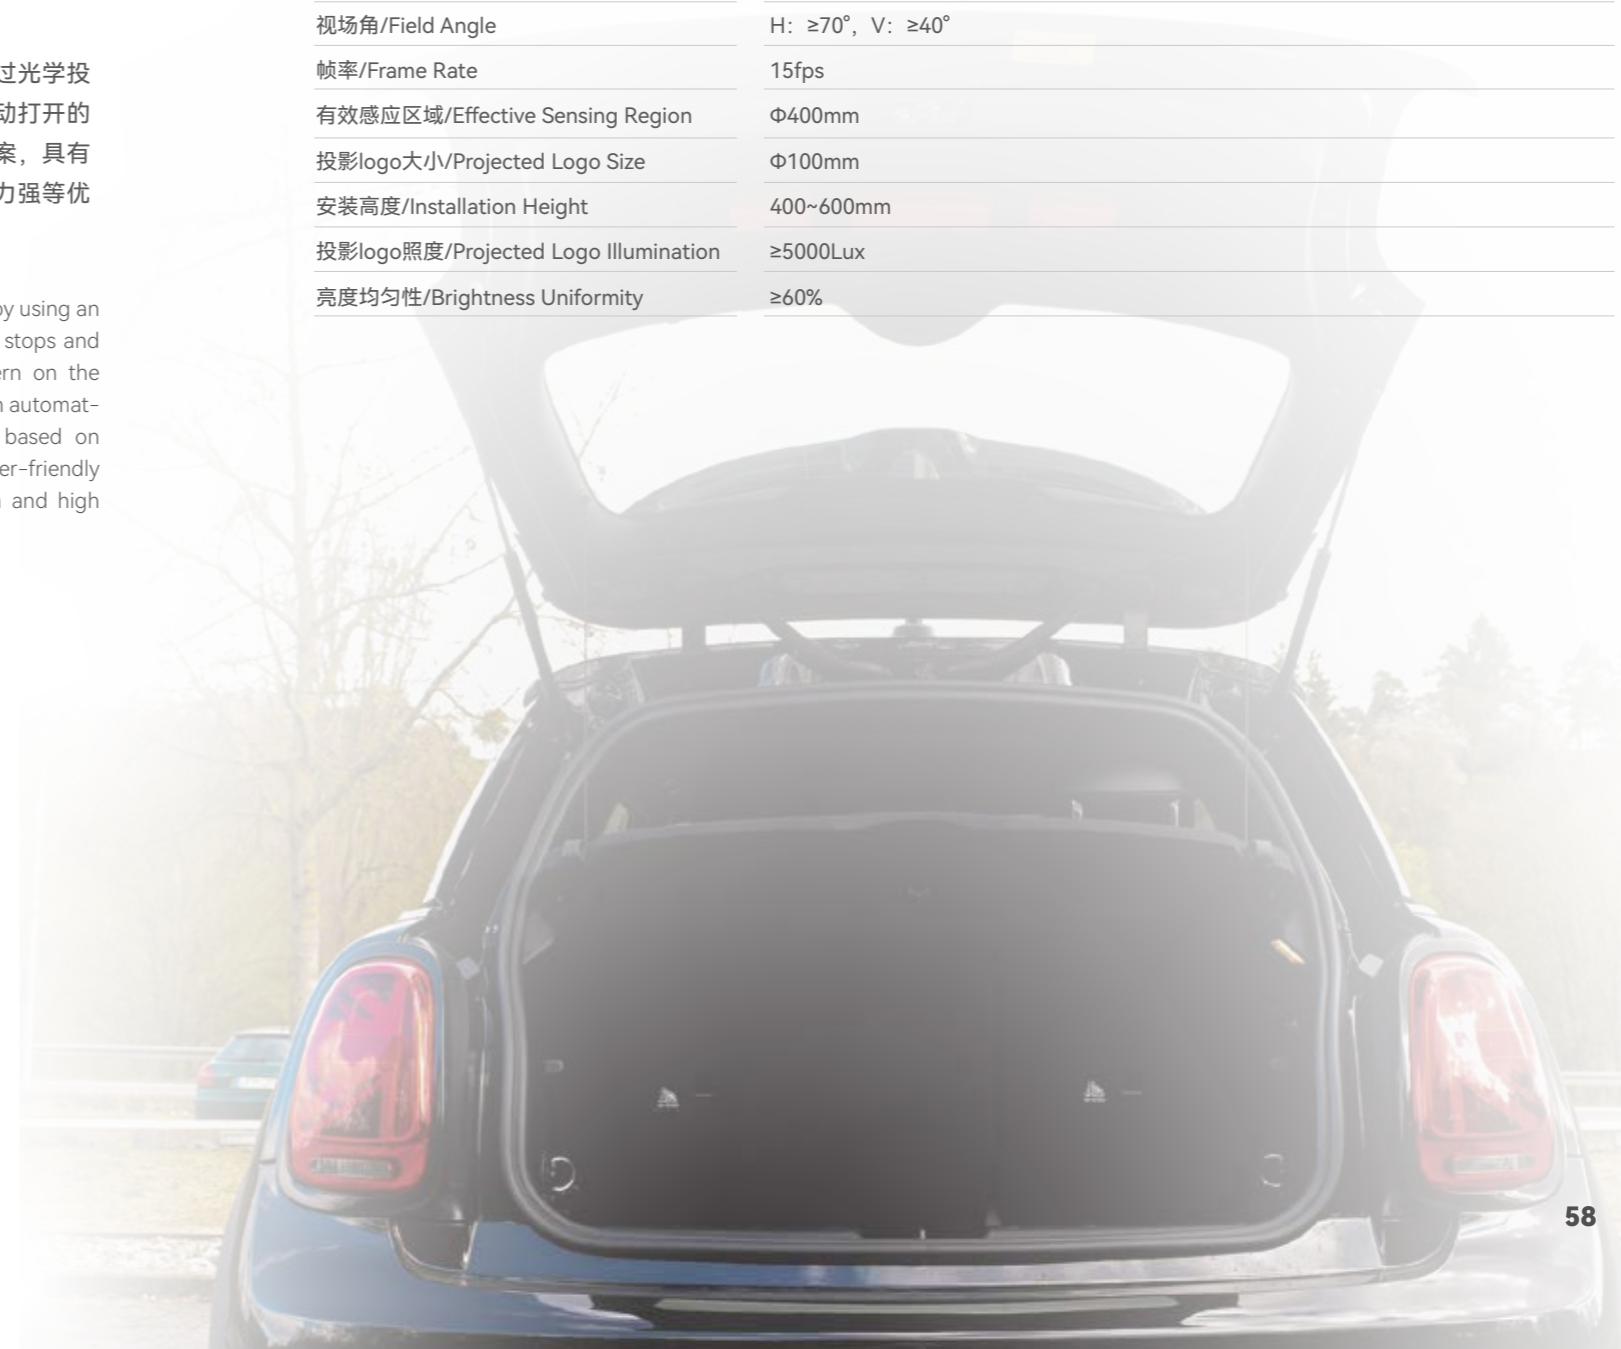 过光学投
动打开的
案，具有
力强等优
by using an
stops and
ern on the
automat-
based on
er-friendly
and high
视场角/Field Angle H: ≥70°, V: ≥40°
帧率/Frame Rate 15fps
有效感应区域/Effective Sensing Region Φ400mm
投影logo大小/Projected Logo Size Φ100mm
安装高度/Installation Height 400~600mm
投影logo照度/Projected Logo Illumination ≥5000Lux
亮度均匀性/Brightness Uniformity ≥60%
58